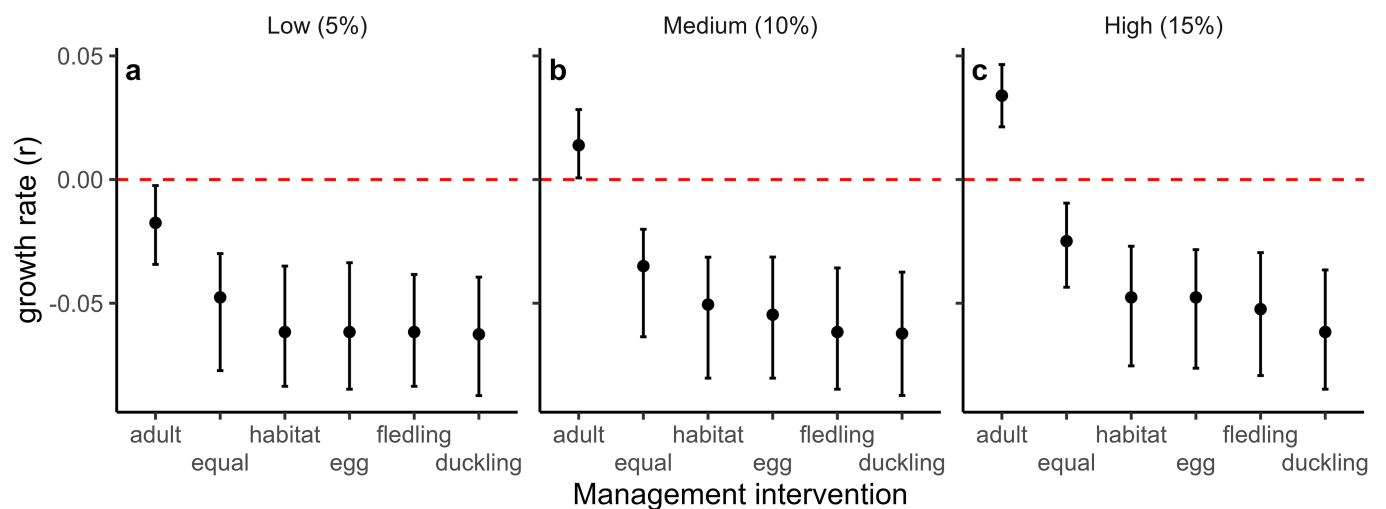 Low (5%) Medium (10%) High (15%)
a b c
0.05
0.00
-0.05
growth rate (r)
adult habitat fledling adult habitat fledling adult habitat fledling
equal egg duckling equal egg duckling equal egg duckling
Management intervention